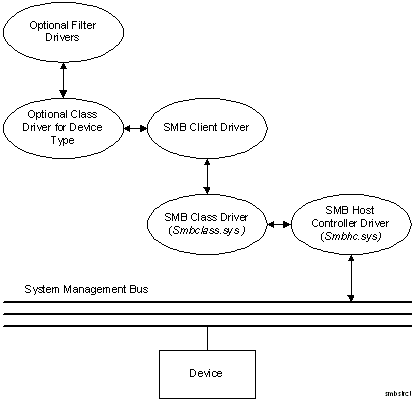 Optional Filter
Drivers
Optional Class
Driver for Device
Type
SMB Client Driver
SMB Class Driver
(Smbclass.sys )
SMB Host
Controller Driver
(Smbhc.sys)
System Management Bus
Device
smbstrct